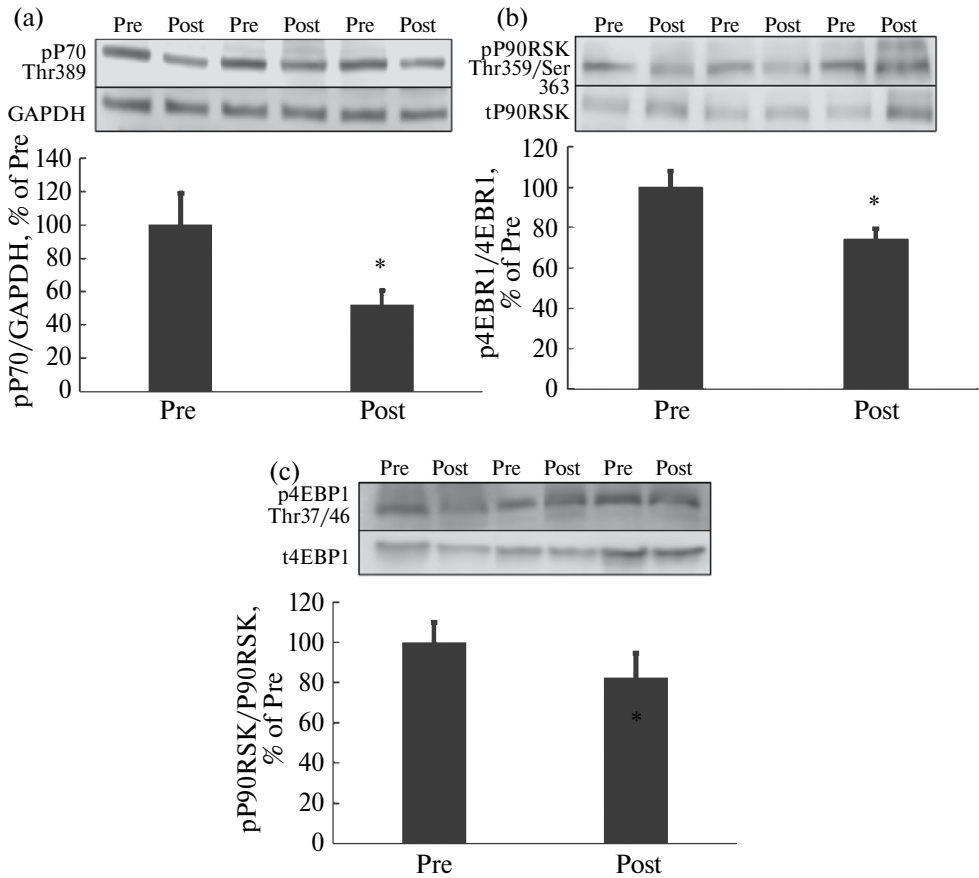 (a)
Pre Post Pre Post Pre Post
pP70
Thr389
GAPDH
pP70/GAPDH, % of Pre
140
120
100
80
60
40
20
0
*
Pre Post
(b)
Pre Post Pre Post Pre Post
pP90RSK
Thr359/Ser
363
tP90RSK
p4EBR1/4EBR1,
% of Pre
120
100
80
60
40
20
0
*
Pre Post
(c)
Pre Post Pre Post Pre Post
p4EBP1
Thr37/46
t4EBP1
pP90RSK/P90RSK,
% of Pre
120
100
80
60
40
20
0
*
Pre Post